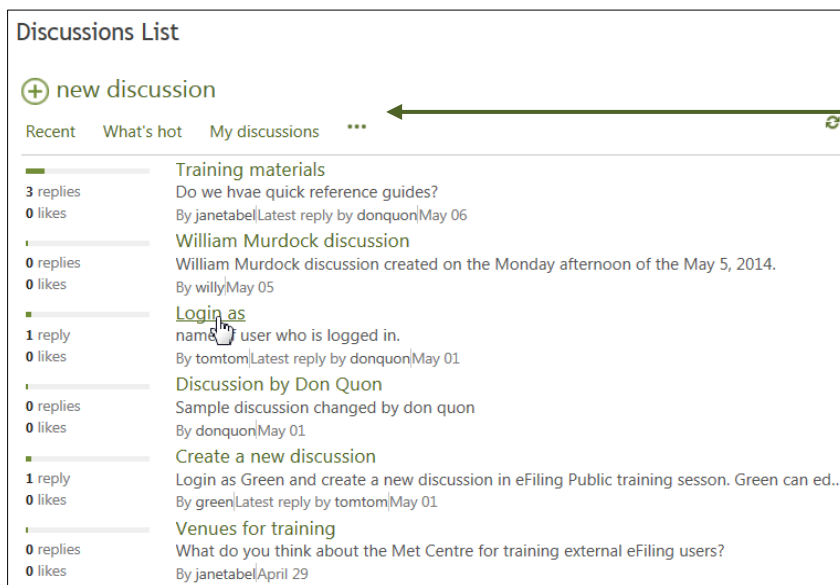 Discussions List
new discussion
Recent What's hot My discussions •••
Training materials
3 replies Do we hvae quick reference guides?
0 likes By janetabel|Latest reply by donquon|May 06
William Murdock discussion
0 replies William Murdock discussion created on the Monday afternoon of the May 5, 2014.
0 likes By willy|May 05
Login as
1 reply name user who is logged in.
0 likes By tomtom|Latest reply by donquon|May 01
Discussion by Don Quon
0 replies Sample discussion changed by don quon
0 likes By donquon|May 01
Create a new discussion
1 reply Login as Green and create a new discussion in eFiling Public training sesson. Green can ed..
0 likes By green|Latest reply by tomtom|May 01
Venues for training
0 replies What do you think about the Met Centre for training external eFiling users?
0 likes By janetabel|April 29